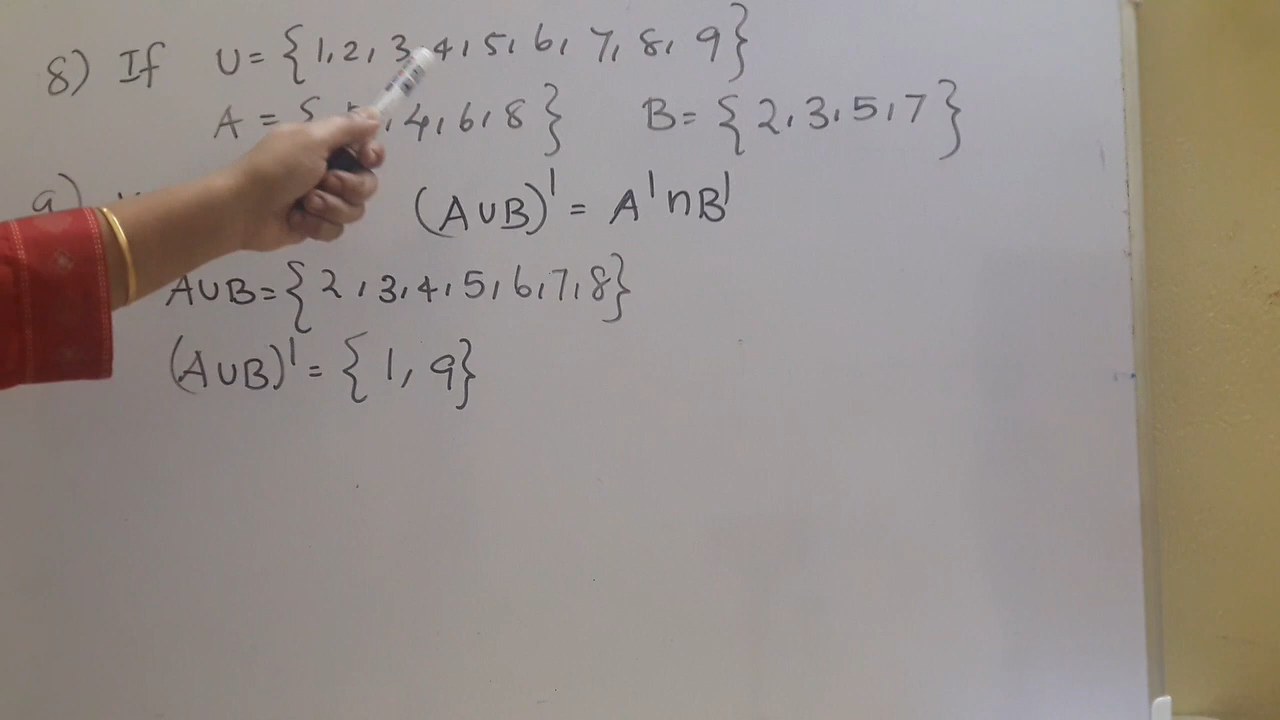 8) If U = {1, 2, 3, 4, 5, 6, 7, 8, 9}
A = { , 4, 6, 8} B = {2, 3, 5, 7}
a) (A∪B)' = A'∩B'
A∪B = {2, 3, 4, 5, 6, 7, 8}
(A∪B)' = {1, 9}